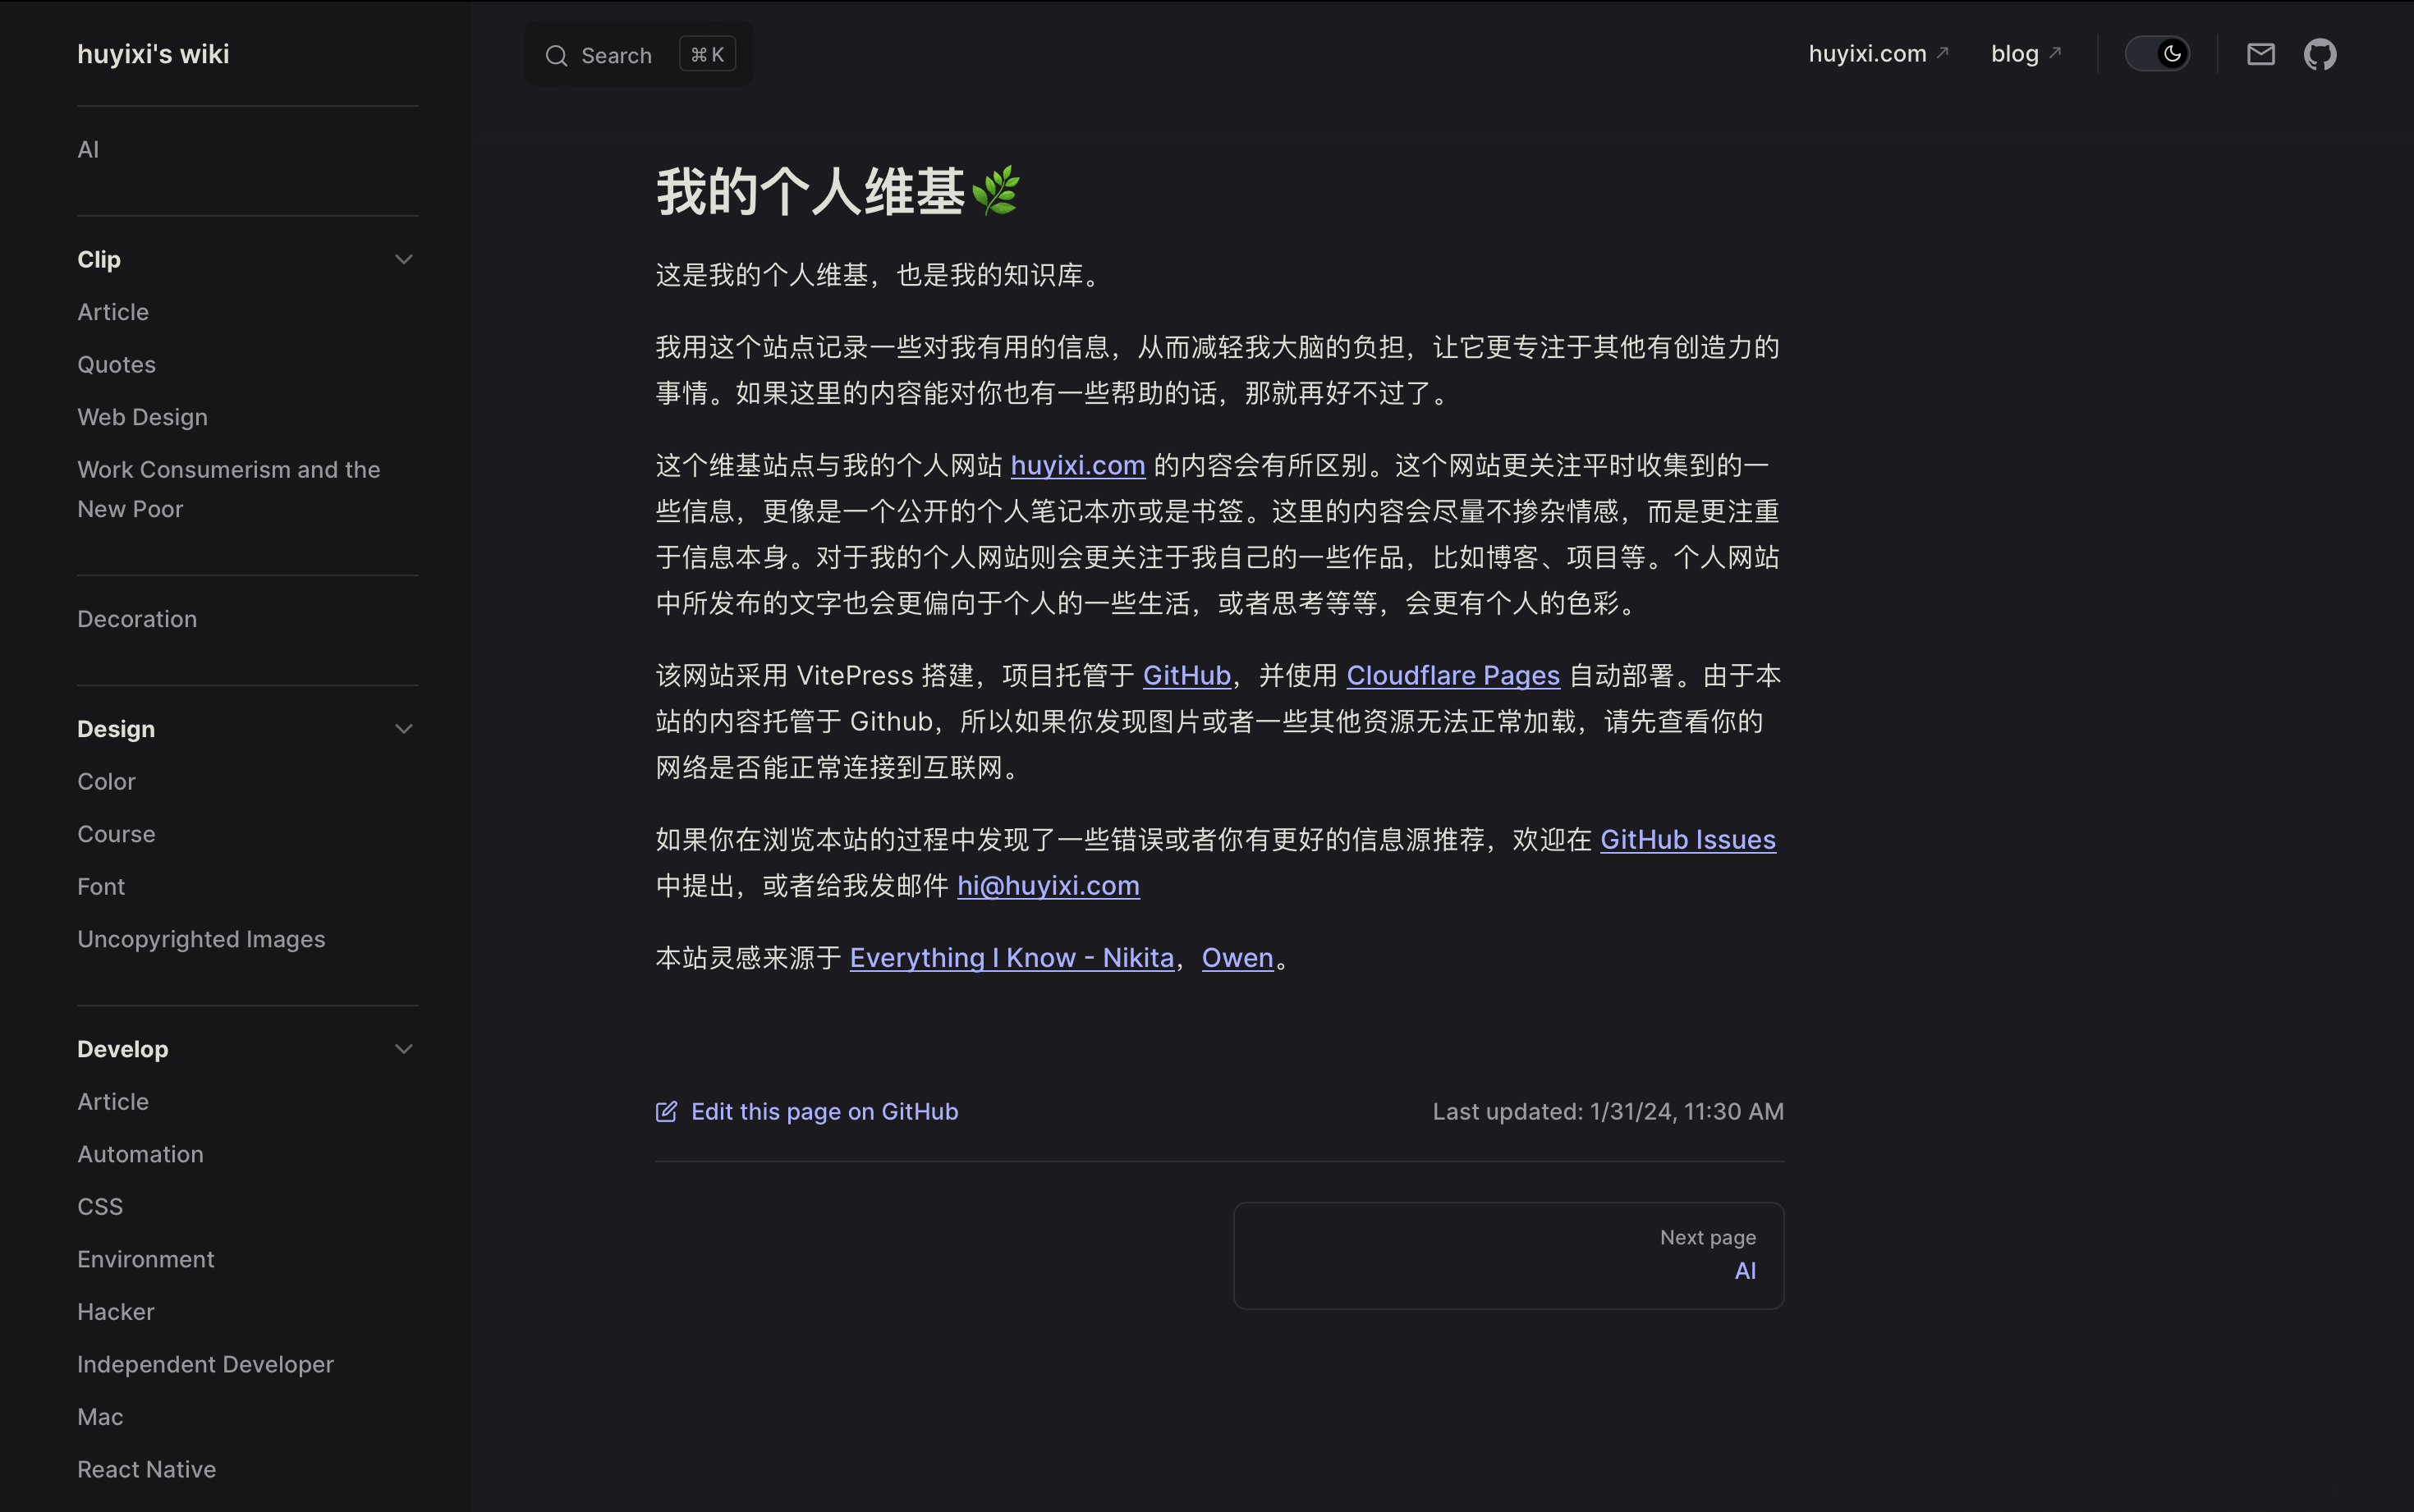 huyixi's wiki
Search ⌘ K
huyixi.com ↗ blog ↗
AI
Clip
Article
Quotes
Web Design
Work Consumerism and the
New Poor
Decoration
Design
Color
Course
Font
Uncopyrighted Images
Develop
Article
Automation
CSS
Environment
Hacker
Independent Developer
Mac
React Native
我的个人维基🌿
这是我的个人维基，也是我的知识库。
我用这个站点记录一些对我有用的信息，从而减轻我大脑的负担，让它更专注于其他有创造力的
事情。如果这里的内容能对你也有一些帮助的话，那就再好不过了。
这个维基站点与我的个人网站 huyixi.com 的内容会有所区别。这个网站更关注平时收集到的一
些信息，更像是一个公开的个人笔记本亦或是书签。这里的内容会尽量不掺杂情感，而是更注重
于信息本身。对于我的个人网站则会更关注于我自己的一些作品，比如博客、项目等。个人网站
中所发布的文字也会更偏向于个人的一些生活，或者思考等等，会更有个人的色彩。
该网站采用 VitePress 搭建，项目托管于 GitHub，并使用 Cloudflare Pages 自动部署。由于本
站的内容托管于 Github，所以如果你发现图片或者一些其他资源无法正常加载，请先查看你的
网络是否能正常连接到互联网。
如果你在浏览本站的过程中发现了一些错误或者你有更好的信息源推荐，欢迎在 GitHub Issues
中提出，或者给我发邮件 hi@huyixi.com
本站灵感来源于 Everything I Know - Nikita，Owen。
Edit this page on GitHub
Last updated: 1/31/24, 11:30 AM
Next page
AI